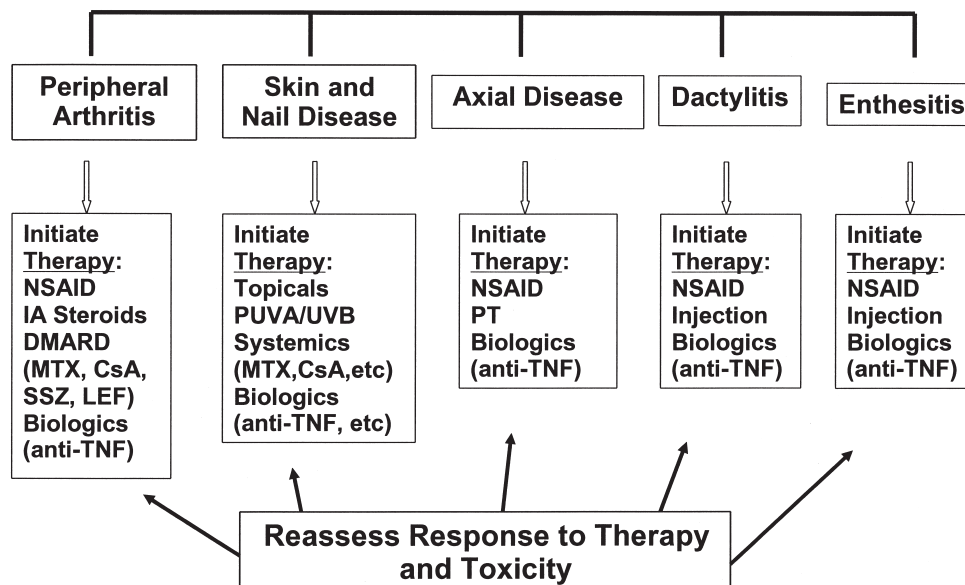 Peripheral
Arthritis
Skin and
Nail Disease
Axial Disease
Dactylitis
Enthesitis
Initiate
Therapy:
NSAID
IA Steroids
DMARD
(MTX, CsA,
SSZ, LEF)
Biologics
(anti-TNF)
Initiate
Therapy:
Topicals
PUVA/UVB
Systemics
(MTX,CsA,etc)
Biologics
(anti-TNF, etc)
Initiate
Therapy:
NSAID
PT
Biologics
(anti-TNF)
Initiate
Therapy:
NSAID
Injection
Biologics
(anti-TNF)
Initiate
Therapy:
NSAID
Injection
Biologics
(anti-TNF)
Reassess Response to Therapy
and Toxicity